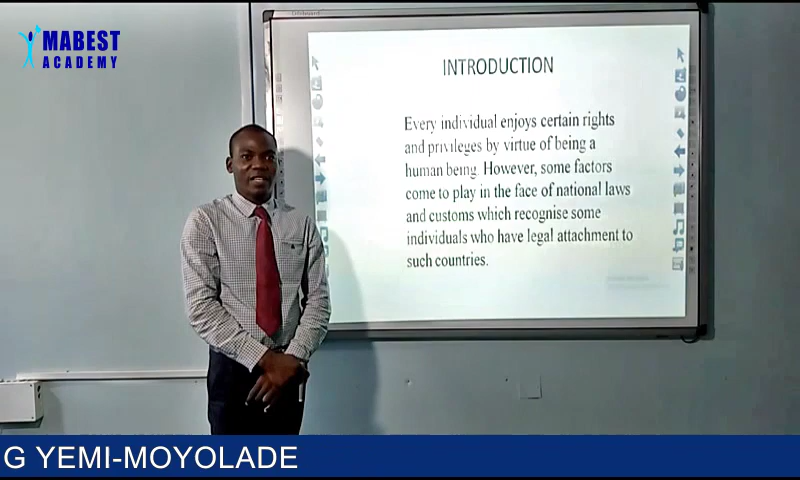 MABEST
ACADEMY
INTRODUCTION
Every individual enjoys certain rights
and privileges by virtue of being a
human being. However, some factors
come to play in the face of national laws
and customs which recognise some
individuals who have legal attachment to
such countries.
G YEMI-MOYOLADE